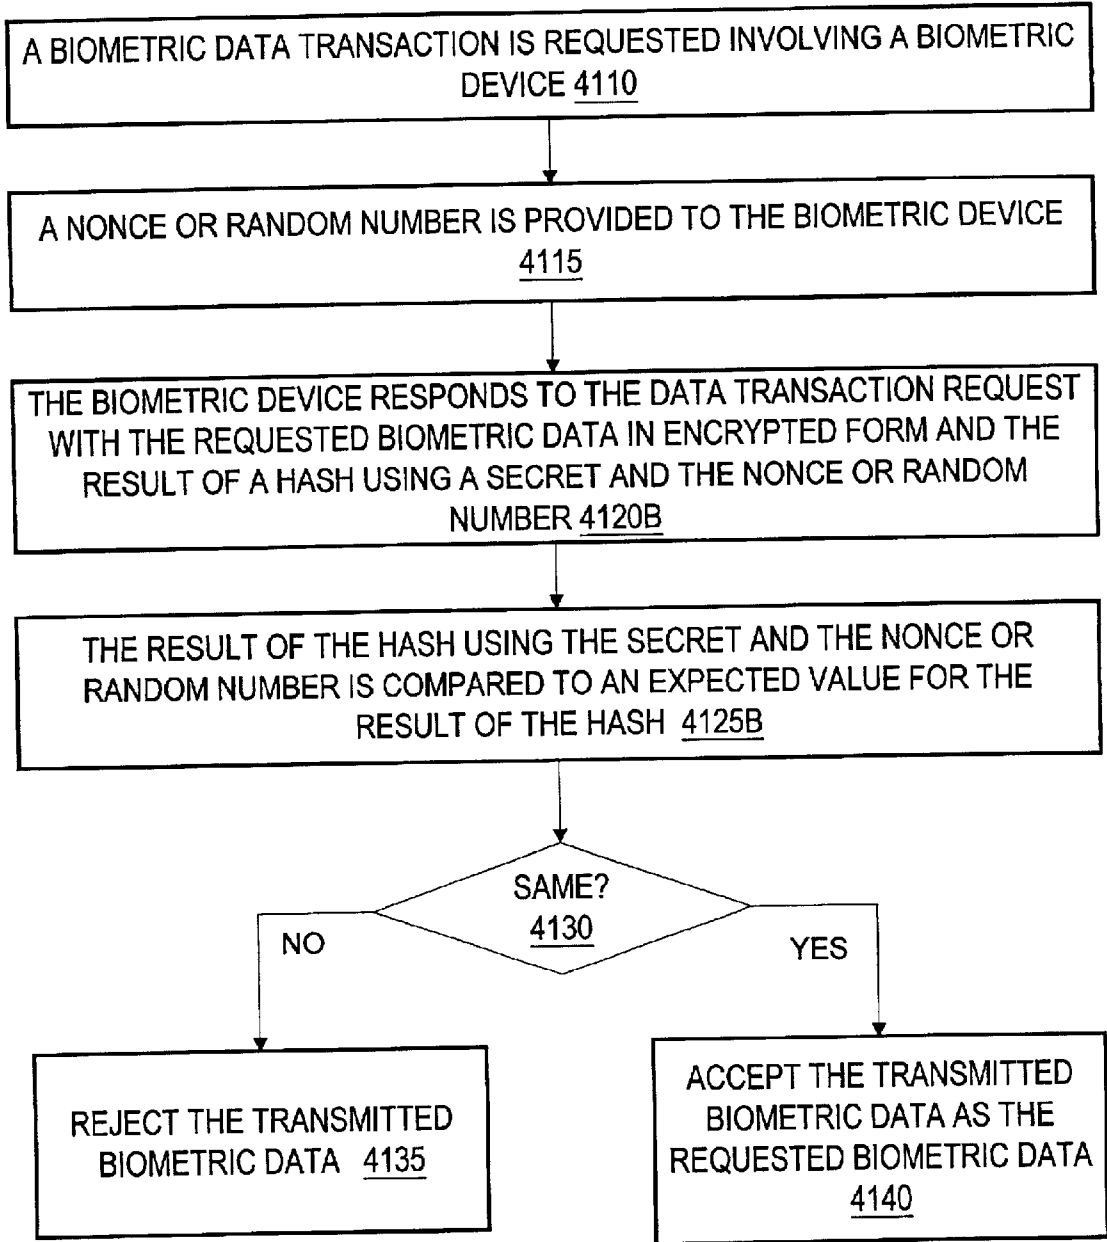 A BIOMETRIC DATA TRANSACTION IS REQUESTED INVOLVING A BIOMETRIC
DEVICE 4110
A NONCE OR RANDOM NUMBER IS PROVIDED TO THE BIOMETRIC DEVICE
4115
THE BIOMETRIC DEVICE RESPONDS TO THE DATA TRANSACTION REQUEST
WITH THE REQUESTED BIOMETRIC DATA IN ENCRYPTED FORM AND THE
RESULT OF A HASH USING A SECRET AND THE NONCE OR RANDOM
NUMBER 4120B
THE RESULT OF THE HASH USING THE SECRET AND THE NONCE OR
RANDOM NUMBER IS COMPARED TO AN EXPECTED VALUE FOR THE
RESULT OF THE HASH 4125B
SAME?
4130
NO
YES
REJECT THE TRANSMITTED
BIOMETRIC DATA 4135
ACCEPT THE TRANSMITTED
BIOMETRIC DATA AS THE
REQUESTED BIOMETRIC DATA
4140